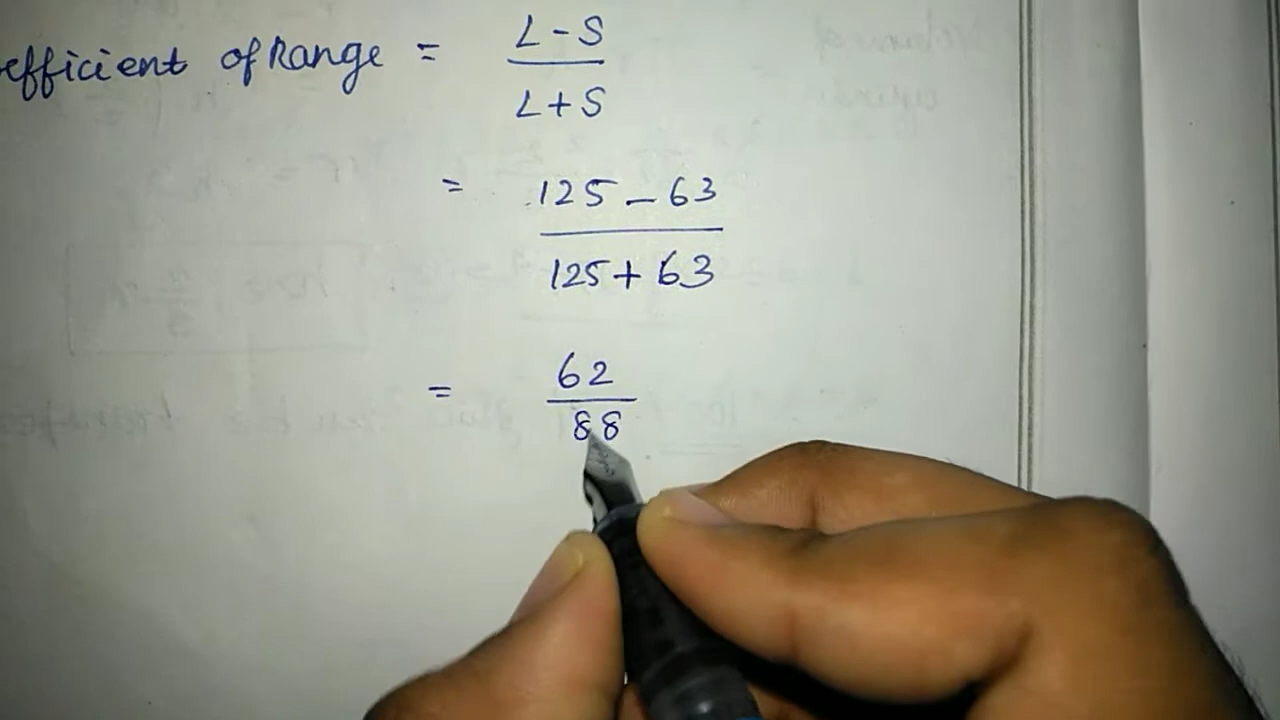 efficient of Range = L - S
L + S
= 125 - 63
125 + 63
= 62
88